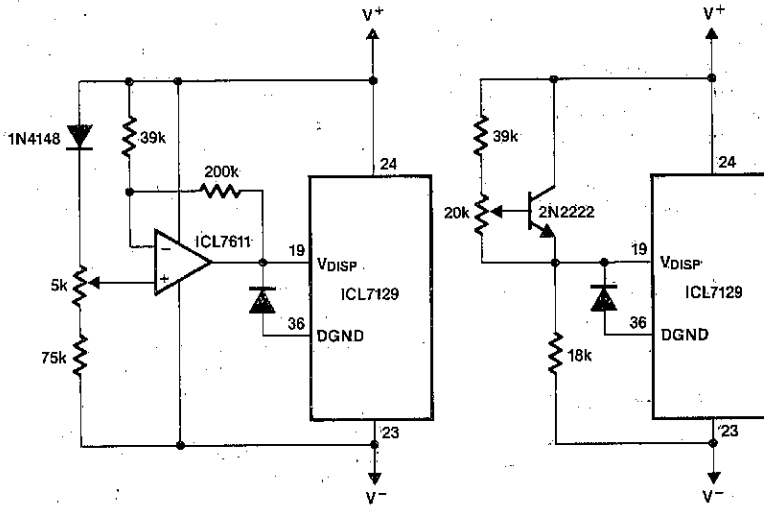 V+
1N4148
39k
200k
24
ICL7611
−
+
5k
75k
19
VDISP
ICL7129
36
DGND
23
V−
V+
39k
24
20k
2N2222
19
VDISP
ICL7129
36
DGND
18k
23
V−